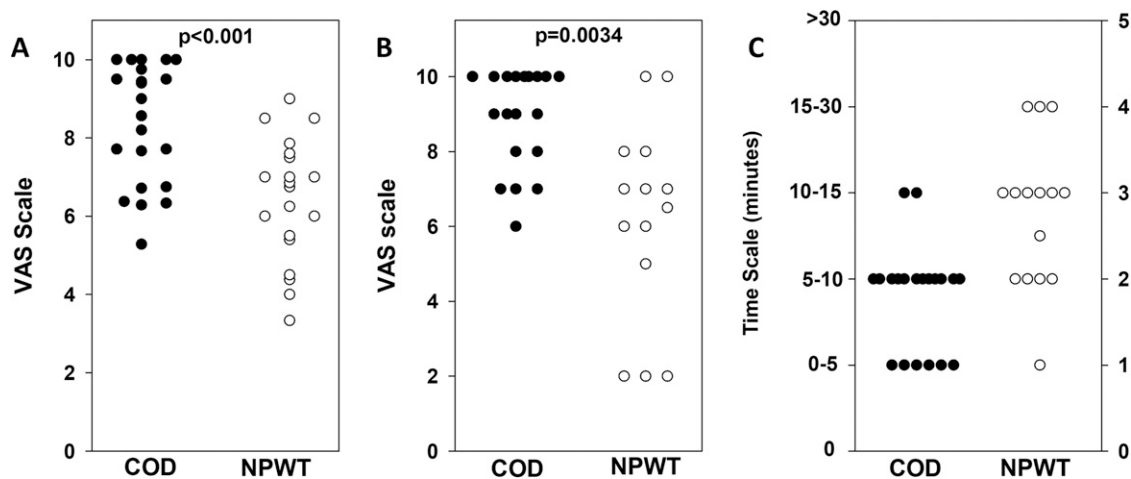 A
p<0.001
VAS Scale
10
8
6
4
2
0
COD NPWT
B
p=0.0034
VAS scale
10
8
6
4
2
0
COD NPWT
C
Time Scale (minutes)
>30
15-30
10-15
5-10
0-5
0
5
4
3
2
1
0
COD NPWT